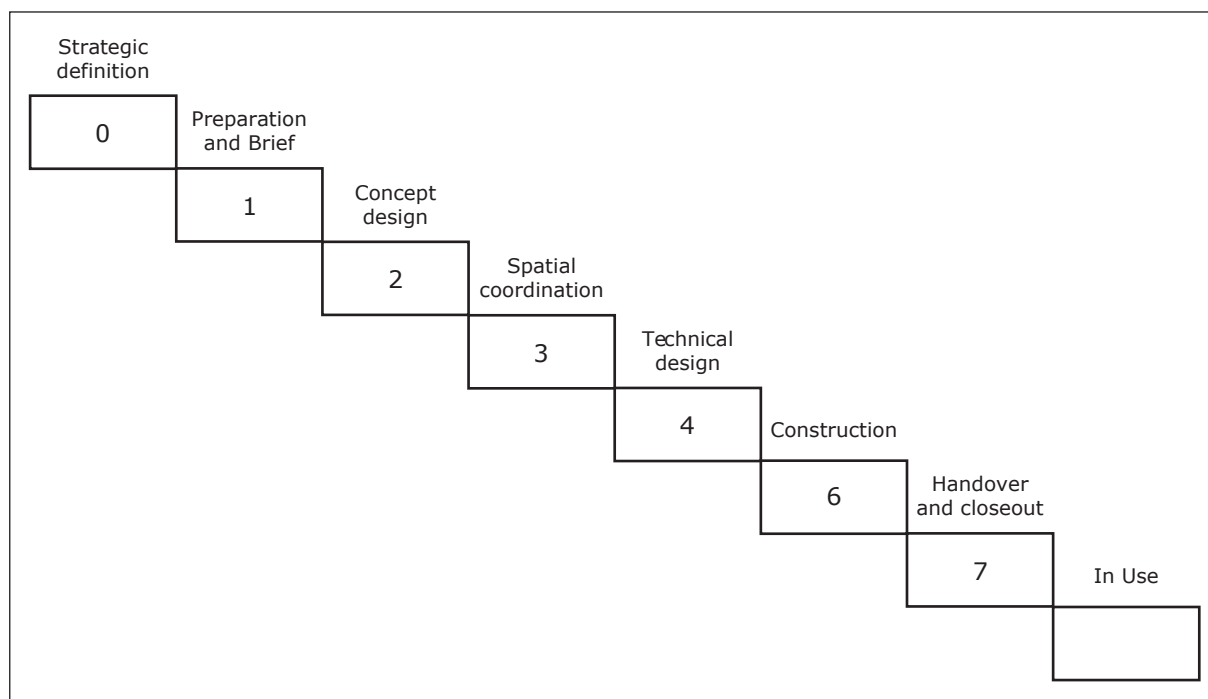 Strategic
definition
0
Preparation
and Brief
1
Concept
design
2
Spatial
coordination
3
Technical
design
4
Construction
6
Handover
and closeout
7
In Use